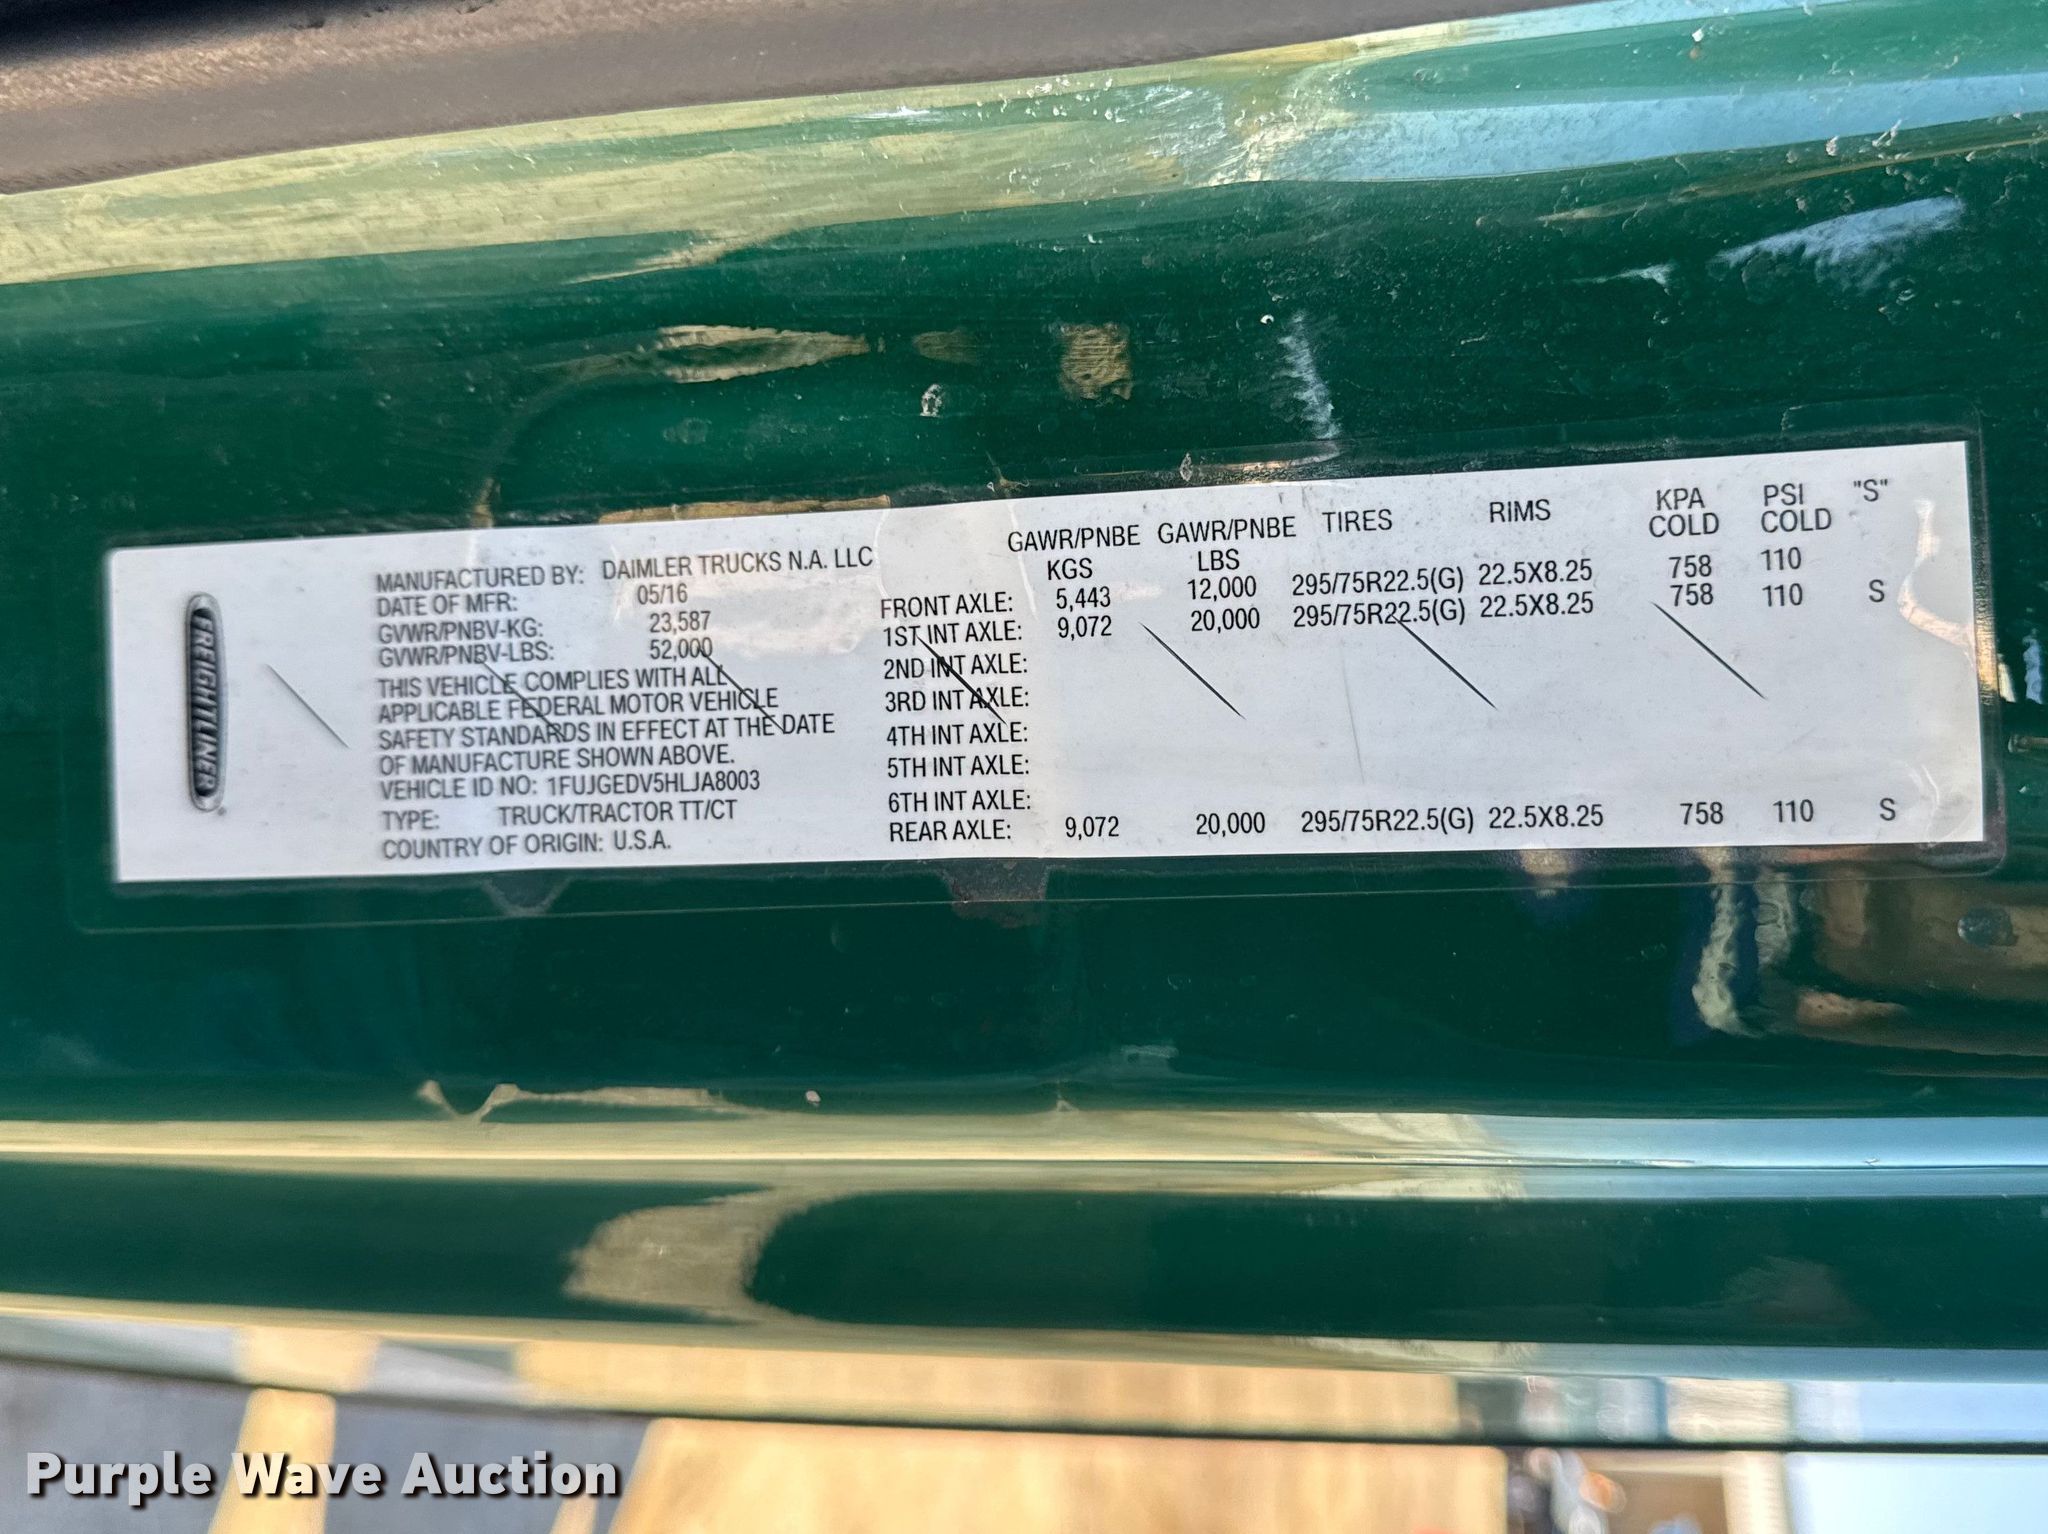 FREIGHTLINER
MANUFACTURED BY: DAIMLER TRUCKS N.A. LLC
DATE OF MFR: 05/16
GVWR/PNBV-KG: 23,587
GVWR/PNBV-LBS: 52,000
THIS VEHICLE COMPLIES WITH ALL
APPLICABLE FEDERAL MOTOR VEHICLE
SAFETY STANDARDS IN EFFECT AT THE DATE
OF MANUFACTURE SHOWN ABOVE.
VEHICLE ID NO: 1FUJGEDV5HLJA8003
TYPE: TRUCK/TRACTOR TT/CT
COUNTRY OF ORIGIN: U.S.A.
GAWR/PNBE KGS GAWR/PNBE LBS TIRES RIMS KPA COLD PSI COLD "S"
FRONT AXLE: 5,443 12,000 295/75R22.5(G) 22.5X8.25 758 110
1ST INT AXLE: 9,072 20,000 295/75R22.5(G) 22.5X8.25 758 110 S
2ND INT AXLE:
3RD INT AXLE:
4TH INT AXLE:
5TH INT AXLE:
6TH INT AXLE:
REAR AXLE: 9,072 20,000 295/75R22.5(G) 22.5X8.25 758 110 S
Purple Wave Auction